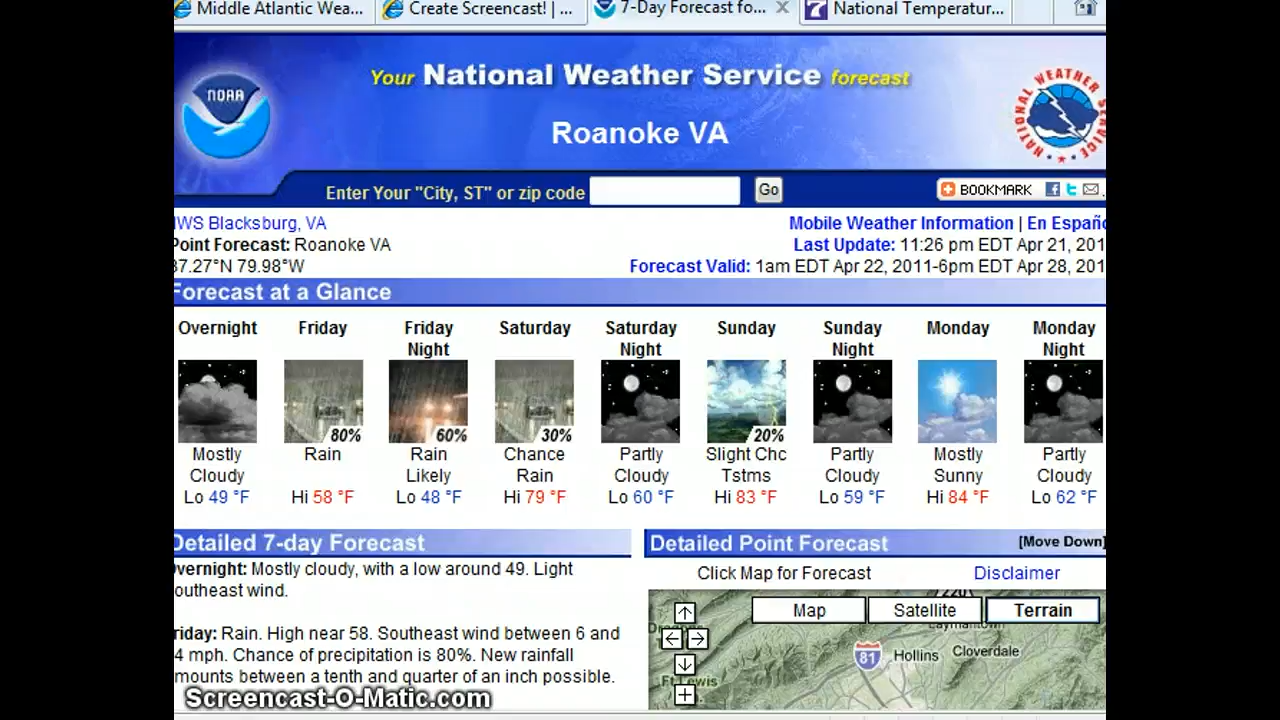 Middle Atlantic Wea... Create Screencast! | ... 7-Day Forecast fo... National Temperatur...
Your National Weather Service forecast
NOAA
NATIONAL WEATHER SERVICE
Roanoke VA
Enter Your "City, ST" or zip code Go BOOKMARK
WS Blacksburg, VA Mobile Weather Information | En Españo
Point Forecast: Roanoke VA Last Update: 11:26 pm EDT Apr 21, 201
37.27°N 79.98°W Forecast Valid: 1am EDT Apr 22, 2011-6pm EDT Apr 28, 201
Forecast at a Glance
Overnight Friday Friday Night Saturday Saturday Night Sunday Sunday Night Monday Monday Night
80% 60% 30% 20%
Mostly Cloudy Rain Rain Likely Chance Rain Partly Cloudy Slight Chc Tstms Partly Cloudy Mostly Sunny Partly Cloudy
Lo 49 °F Hi 58 °F Lo 48 °F Hi 79 °F Lo 60 °F Hi 83 °F Lo 59 °F Hi 84 °F Lo 62 °F
Detailed 7-day Forecast
Overnight: Mostly cloudy, with a low around 49. Light
outheast wind.
riday: Rain. High near 58. Southeast wind between 6 and
4 mph. Chance of precipitation is 80%. New rainfall
mounts between a tenth and quarter of an inch possible.
Detailed Point Forecast [Move Down]
Click Map for Forecast Disclaimer
Map Satellite Terrain
81 Hollins Cloverdale
Screencast-O-Matic.com